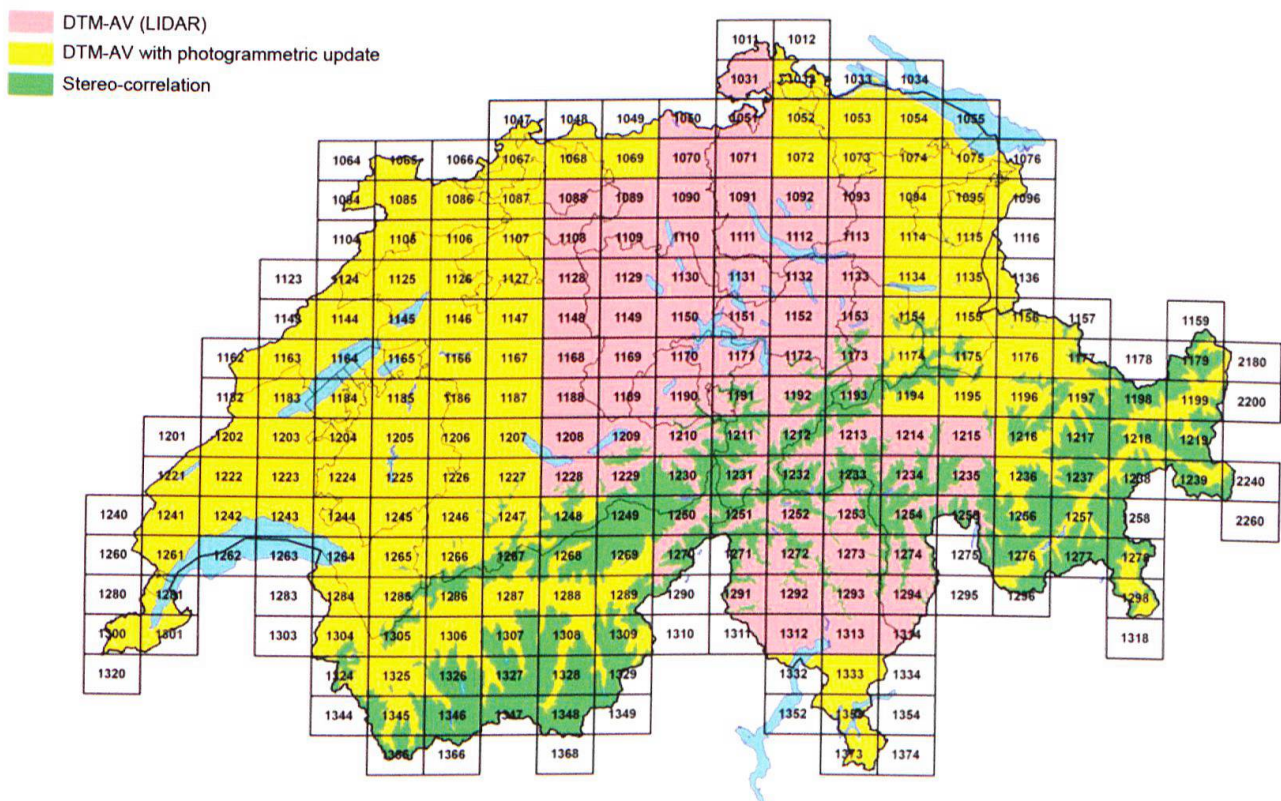 DTM-AV (LIDAR)
DTM-AV with photogrammetric update
Stereo-correlation
1011 1012
1031 1032 1033 1034
1047 1048 1049 1050 1051 1052 1053 1054 1055
1064 1065 1066 1067 1068 1069 1070 1071 1072 1073 1074 1075 1076
1084 1085 1086 1087 1088 1089 1090 1091 1092 1093 1094 1095 1096
1104 1105 1106 1107 1108 1109 1110 1111 1112 1113 1114 1115 1116
1123 1124 1125 1126 1127 1128 1129 1130 1131 1132 1133 1134 1135 1136
1143 1144 1145 1146 1147 1148 1149 1150 1151 1152 1153 1154 1155 1156 1157 1159
1162 1163 1164 1165 1166 1167 1168 1169 1170 1171 1172 1173 1174 1175 1176 1177 1178 1179 2180
1182 1183 1184 1185 1186 1187 1188 1189 1190 1191 1192 1193 1194 1195 1196 1197 1198 1199 2200
1201 1202 1203 1204 1205 1206 1207 1208 1209 1210 1211 1212 1213 1214 1215 1216 1217 1218 1219
1221 1222 1223 1224 1225 1226 1227 1228 1229 1230 1231 1232 1233 1234 1235 1236 1237 1238 1239 2240
1240 1241 1242 1243 1244 1245 1246 1247 1248 1249 1250 1251 1252 1253 1254 1255 1256 1257 1258 2260
1260 1261 1262 1263 1264 1265 1266 1267 1268 1269 1270 1271 1272 1273 1274 1275 1276 1277 1278
1280 1281 1283 1284 1285 1286 1287 1288 1289 1290 1291 1292 1293 1294 1295 1296 1298
1300 1301 1303 1304 1305 1306 1307 1308 1309 1310 1311 1312 1313 1314 1318
1320 1324 1325 1326 1327 1328 1329 1332 1333 1334
1344 1345 1346 1347 1348 1349 1352 1353 1354
1365 1366 1368 1373 1374